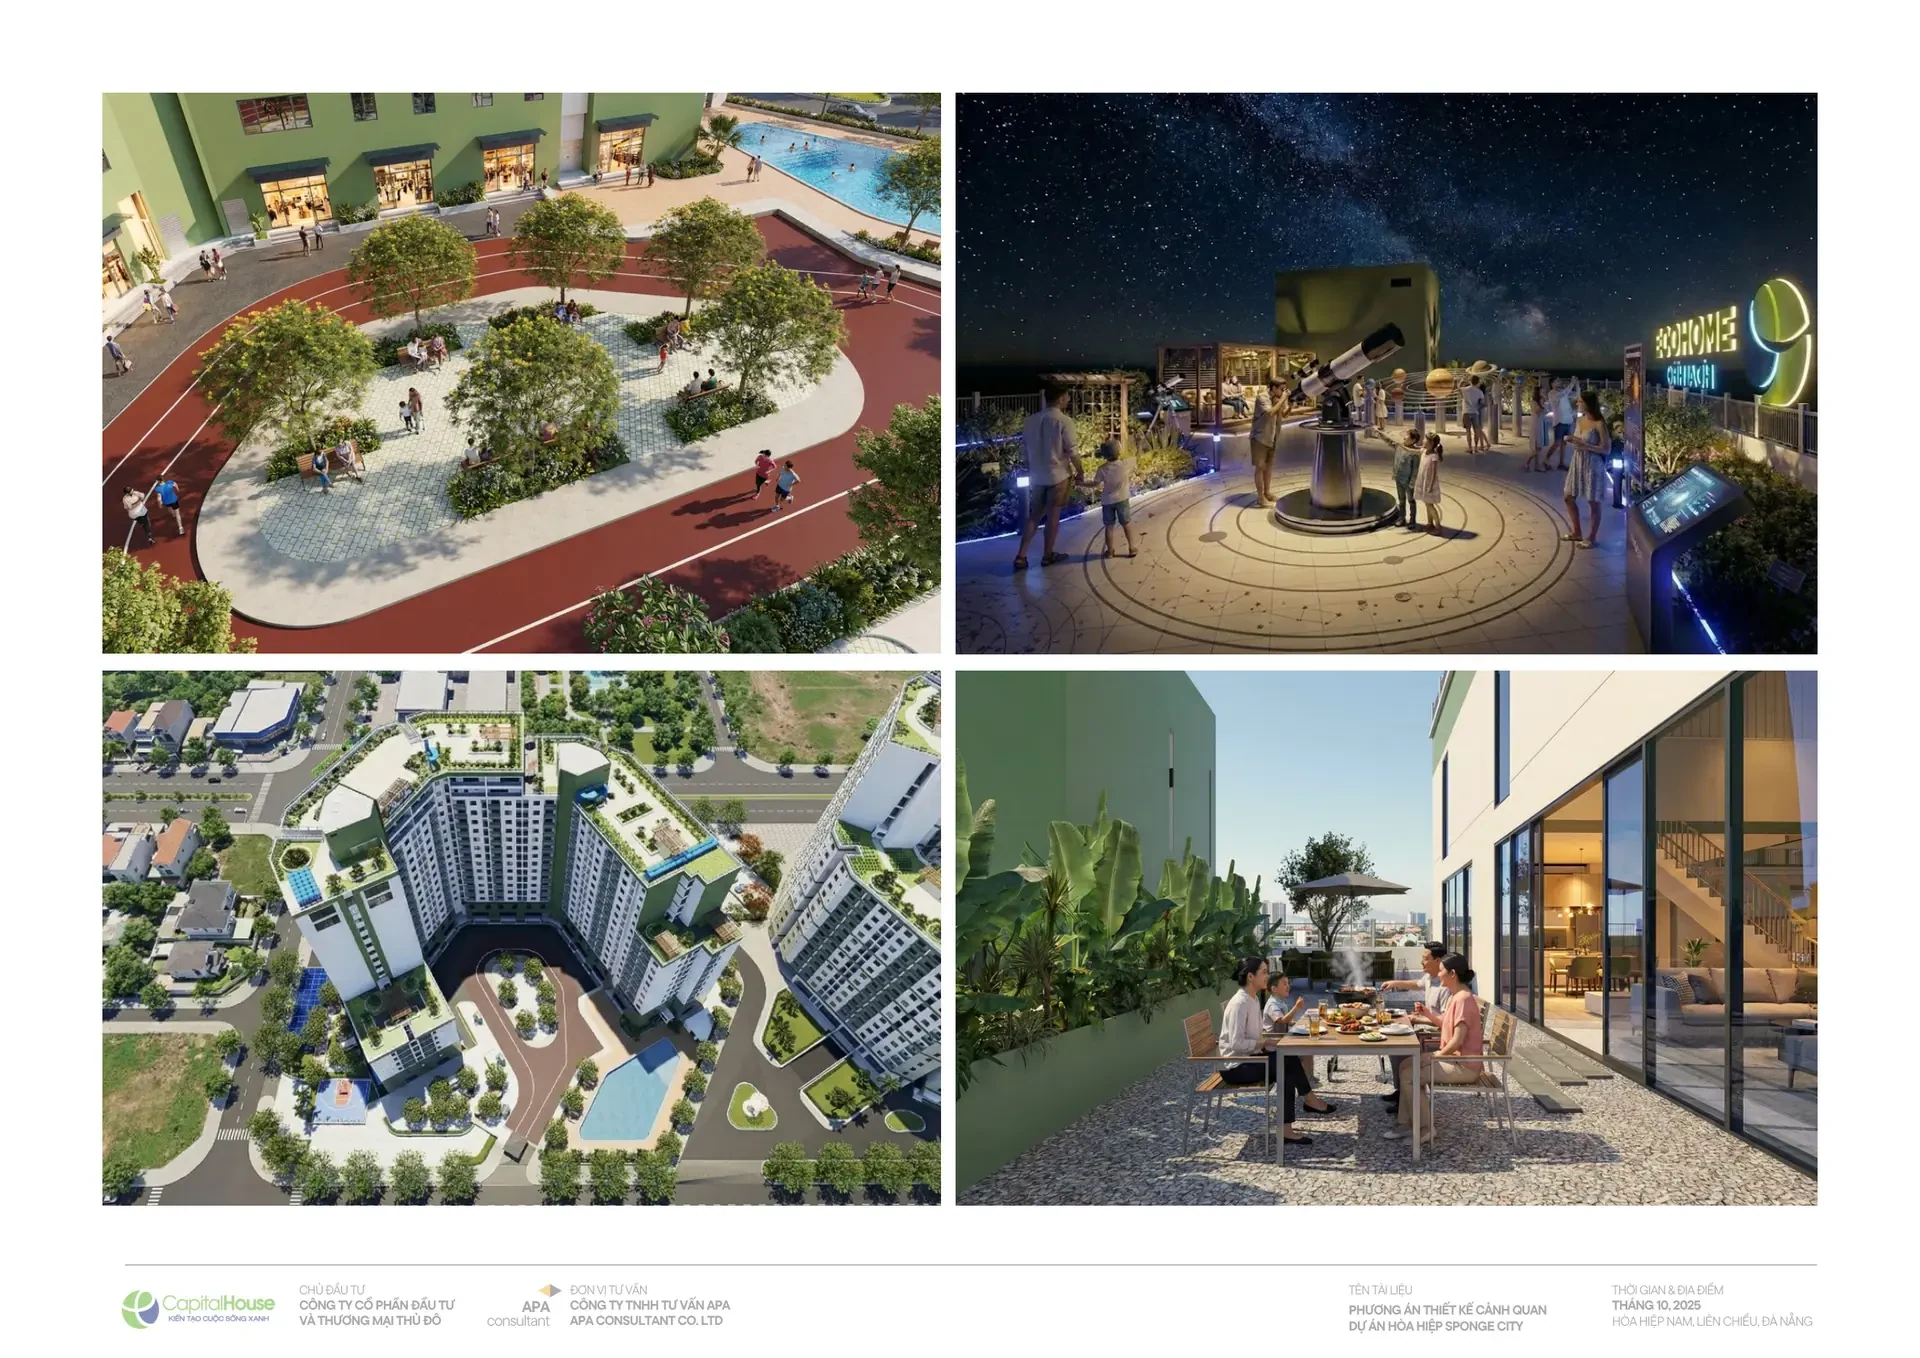 ECOHOME
CapitalHouse
KIẾN TẠO CUỘC SỐNG XANH
CHỦ ĐẦU TƯ
CÔNG TY CỔ PHẦN ĐẦU TƯ
VÀ THƯƠNG MẠI THỦ ĐÔ
APA
consultant
ĐƠN VỊ TƯ VẤN
CÔNG TY TNHH TƯ VẤN APA
APA CONSULTANT CO. LTD
TÊN TÀI LIỆU
PHƯƠNG ÁN THIẾT KẾ CẢNH QUAN
DỰ ÁN HÒA HIỆP SPONGE CITY
THỜI GIAN & ĐỊA ĐIỂM
THÁNG 10, 2025
HÒA HIỆP NAM, LIÊN CHIỂU, ĐÀ NẴNG